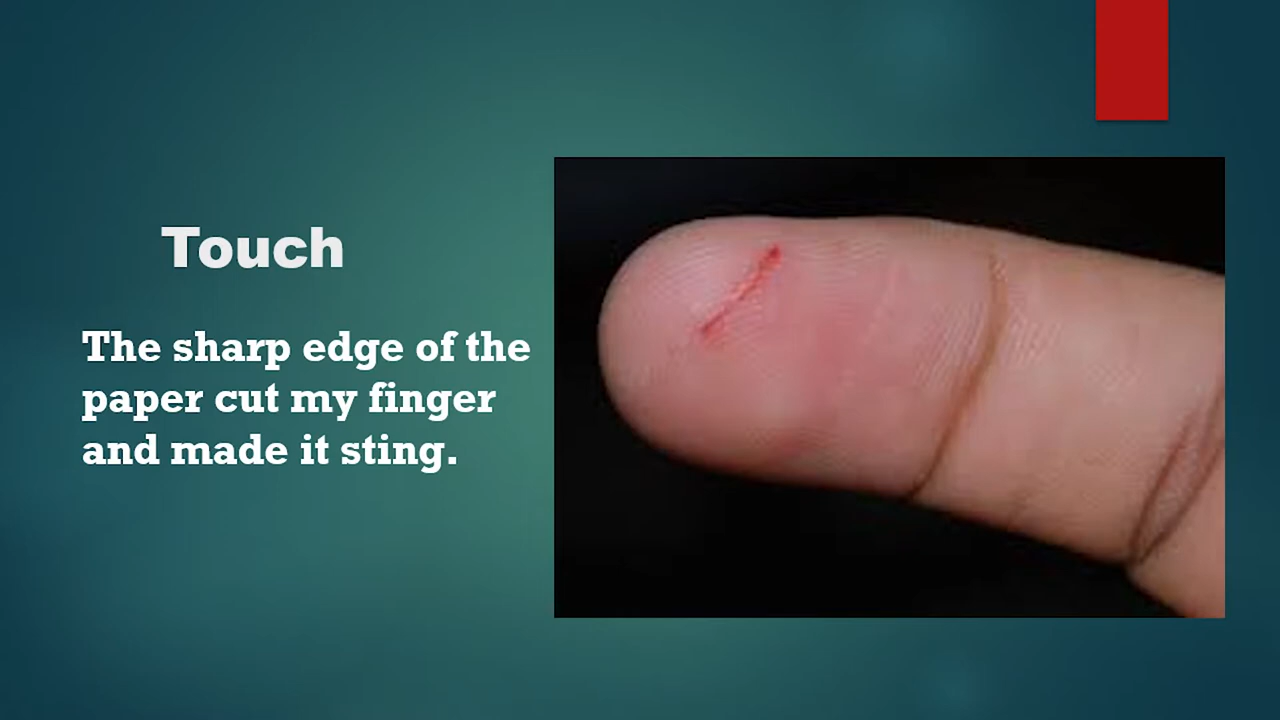 Touch
The sharp edge of the
paper cut my finger
and made it sting.